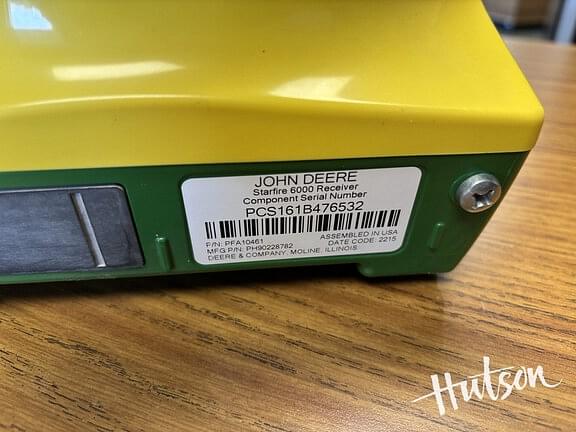 JOHN DEERE
Starfire 6000 Receiver
Component Serial Number
PCS161B476532
P/N: PFA10461 ASSEMBLED IN USA
MFG P/N: PH90228782 DATE CODE: 2215
DEERE & COMPANY, MOLINE, ILLINOIS
Hutson